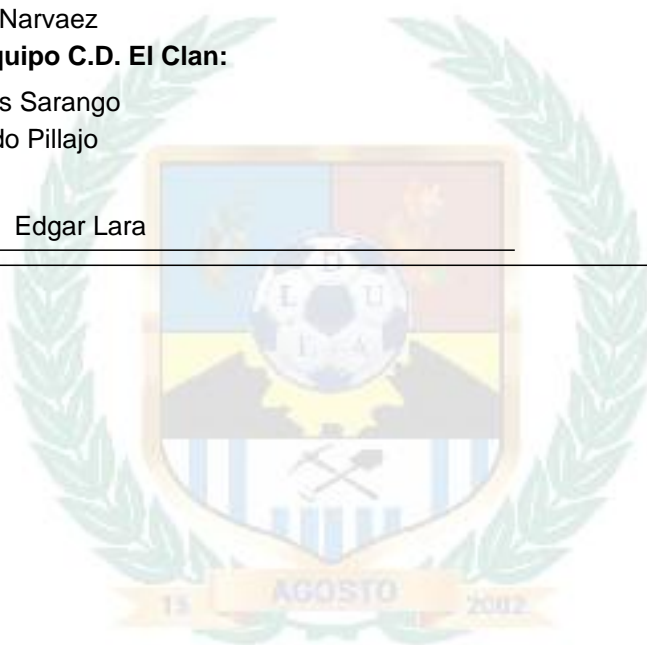 Narvaez
quipo C.D. El Clan:
s Sarango
do Pillajo
Edgar Lara
L D U
E A
15 AGOSTO 2002